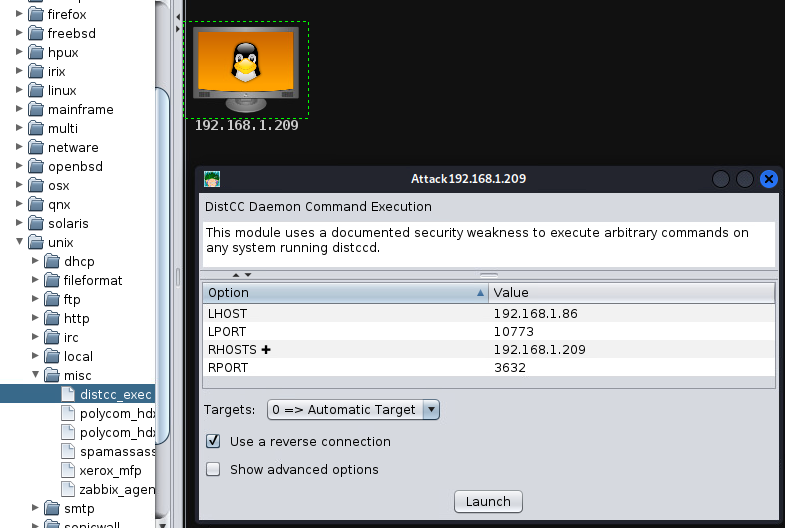 firefox
freebsd
hpux
irix
linux
mainframe
multi
netware
openbsd
osx
qnx
solaris
unix
dhcp
fileformat
ftp
http
irc
local
misc
distcc_exec
polycom_hdx
polycom_hdx
spamassass
xerox_mfp
zabbix_agen
smtp
sonicwall
192.168.1.209
Attack192.168.1.209
DistCC Daemon Command Execution
This module uses a documented security weakness to execute arbitrary commands on
any system running distccd.
Option Value
LHOST 192.168.1.86
LPORT 10773
RHOSTS ✚ 192.168.1.209
RPORT 3632
Targets: 0 => Automatic Target
Use a reverse connection
Show advanced options
Launch